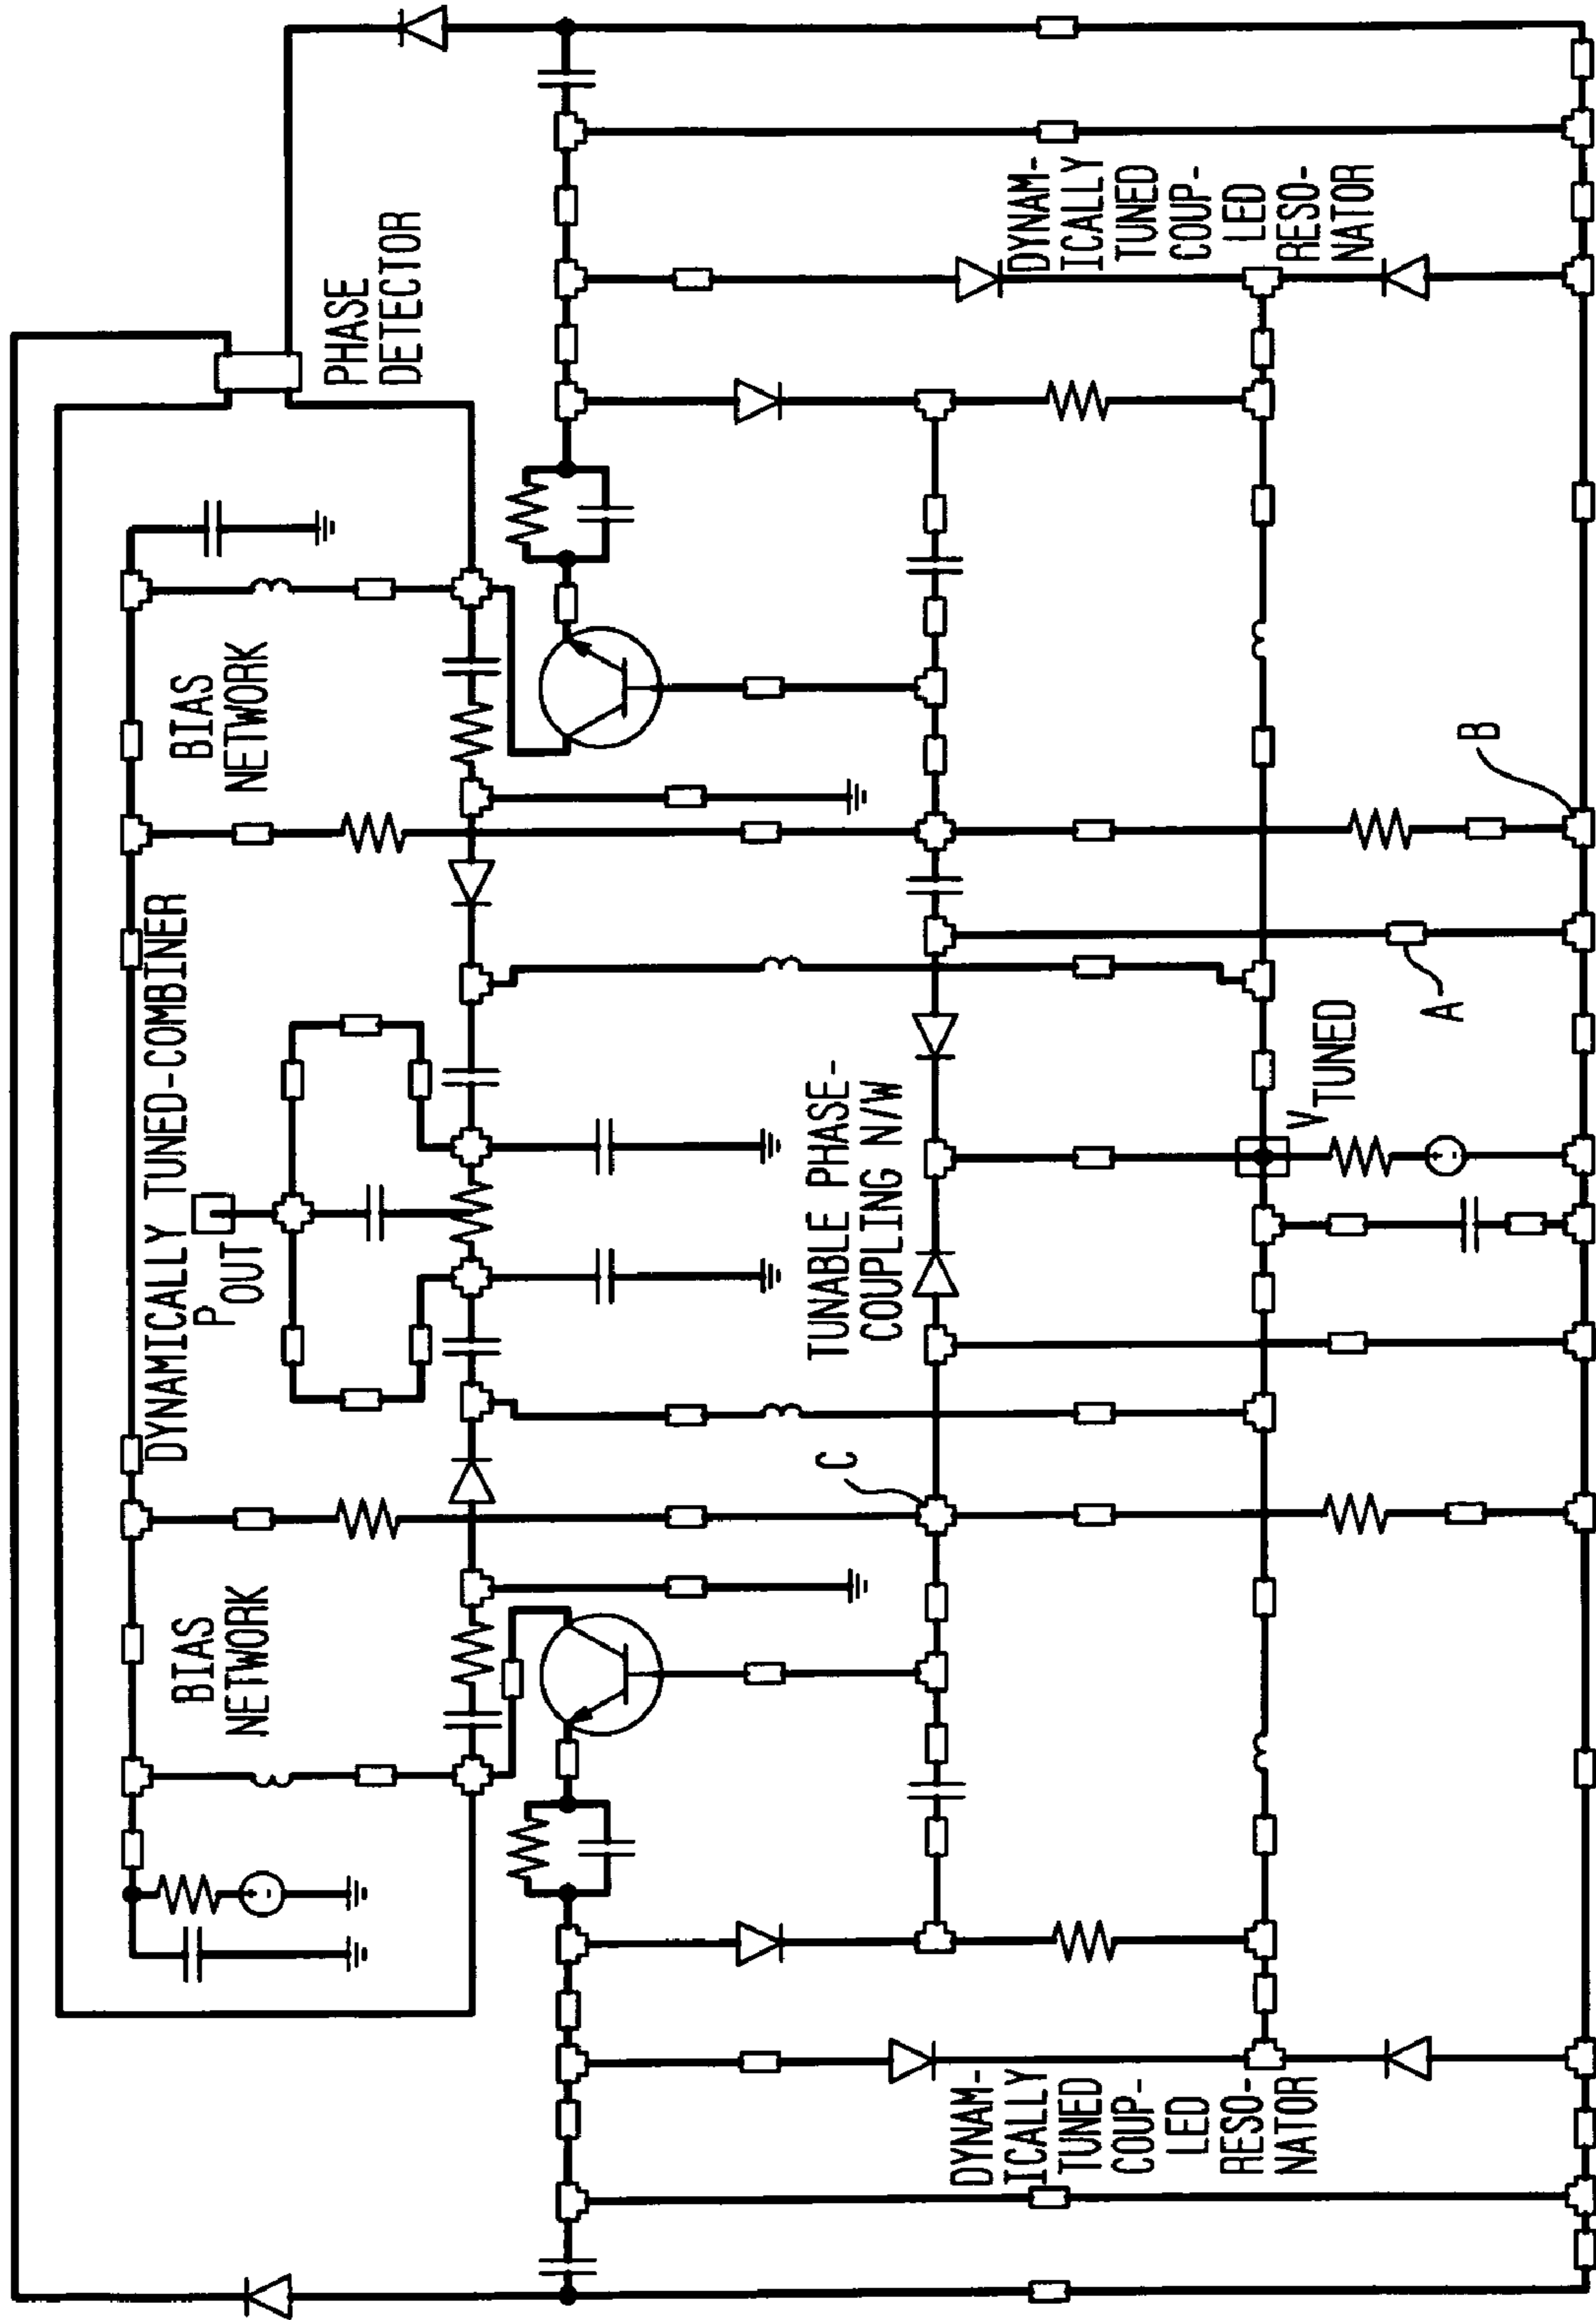 PHASE
DETECTOR
BIAS
NETWORK
DYNAMICALLY TUNED-COMBINER
P OUT
BIAS
NETWORK
TUNABLE PHASE-
COUPLING N/W
DYNAM-
ICALLY
TUNED
COUP-
LED
RESO-
NATOR
DYNAM-
ICALLY
TUNED
COUP-
LED
RESO-
NATOR
V TUNED
A
B
C